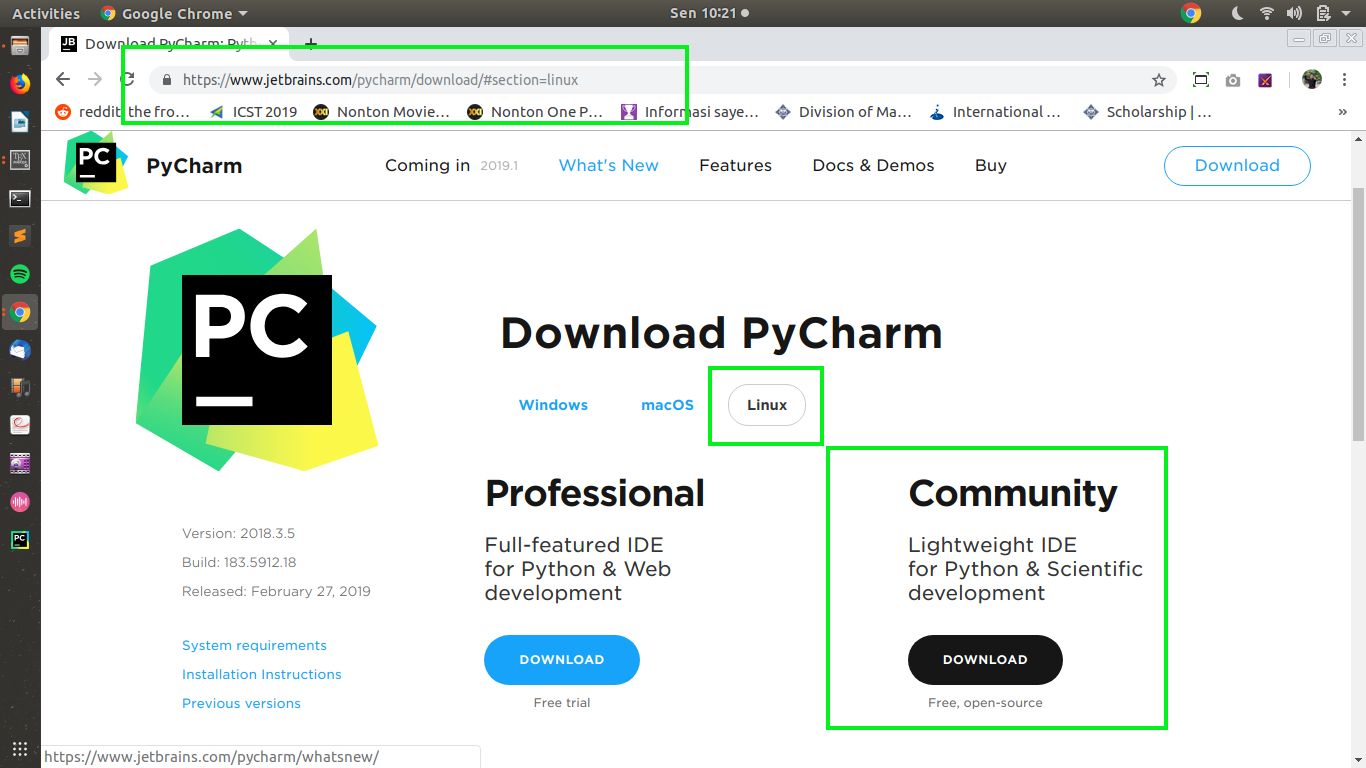 Activities Google Chrome Sen 10:21
JB Download PyCharm: Pyth
https://www.jetbrains.com/pycharm/download/#section=linux
reddit: the fro… ICST 2019 Nonton Movie… Nonton One P… Informasi saye… Division of Ma… International … Scholarship | … »
PC PyCharm Coming in 2019.1 What's New Features Docs & Demos Buy Download
PC
Download PyCharm
Windows macOS Linux
Professional
Full-featured IDE
for Python & Web
development
DOWNLOAD
Free trial
Community
Lightweight IDE
for Python & Scientific
development
DOWNLOAD
Free, open-source
Version: 2018.3.5
Build: 183.5912.18
Released: February 27, 2019
System requirements
Installation Instructions
Previous versions
https://www.jetbrains.com/pycharm/whatsnew/